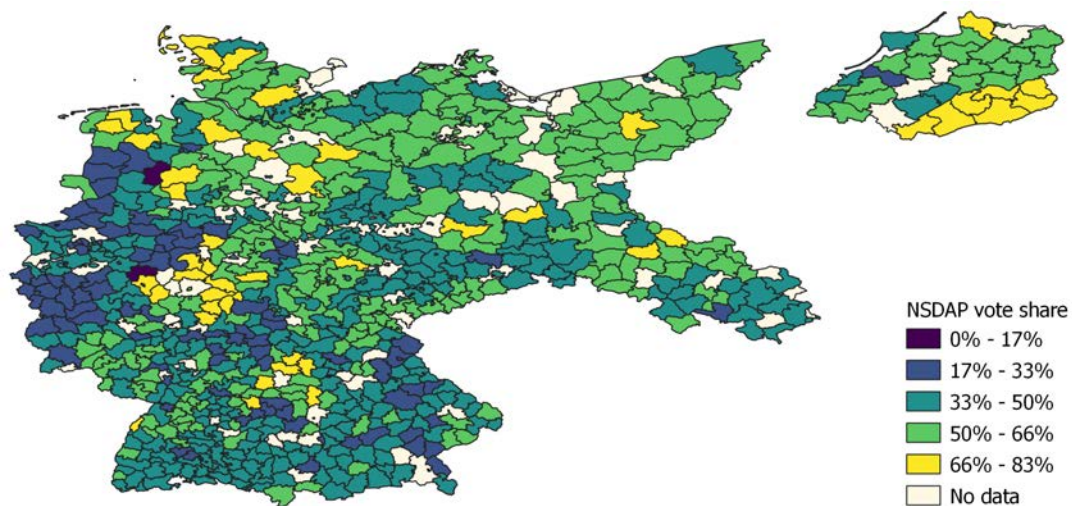 NSDAP vote share
0% - 17%
17% - 33%
33% - 50%
50% - 66%
66% - 83%
No data